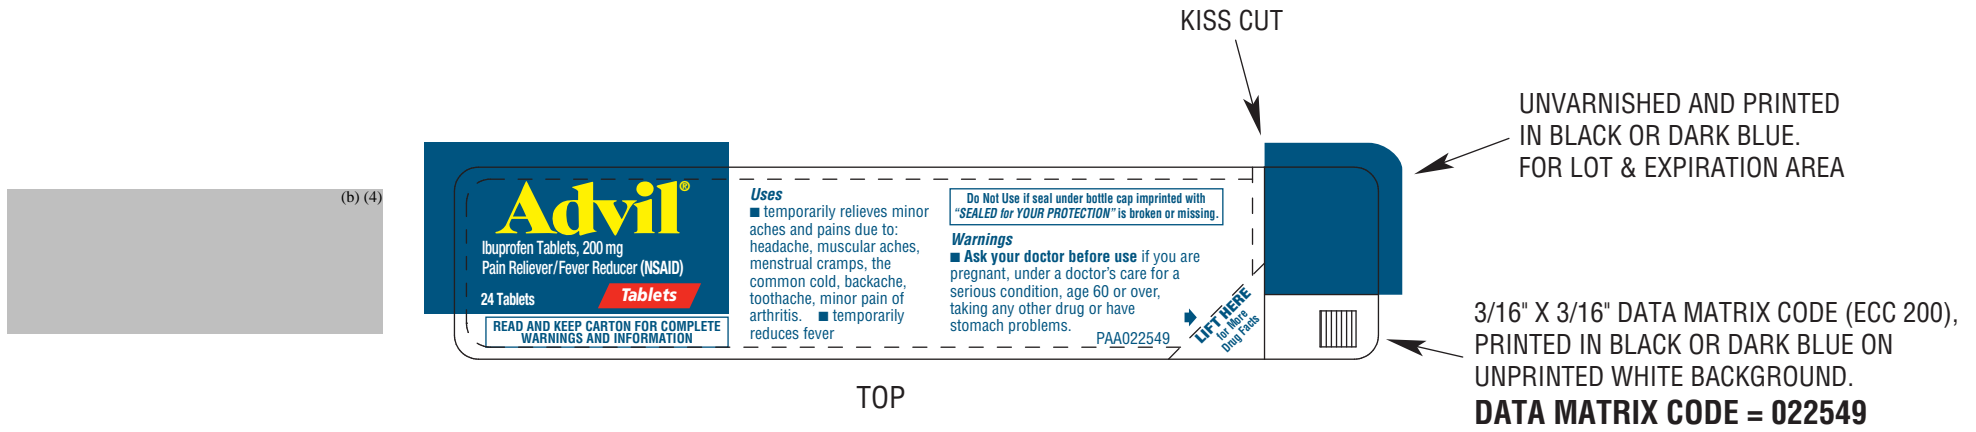 KISS CUT
UNVARNISHED AND PRINTED
IN BLACK OR DARK BLUE.
FOR LOT & EXPIRATION AREA
(b) (4)
Advil®
Ibuprofen Tablets, 200 mg
Pain Reliever/Fever Reducer (NSAID)
24 Tablets
Tablets
READ AND KEEP CARTON FOR COMPLETE
WARNINGS AND INFORMATION
Uses
■ temporarily relieves minor
aches and pains due to:
headache, muscular aches,
menstrual cramps, the
common cold, backache,
toothache, minor pain of
arthritis. ■ temporarily
reduces fever
Do Not Use if seal under bottle cap imprinted with
"SEALED for YOUR PROTECTION" is broken or missing.
Warnings
■ Ask your doctor before use if you are
pregnant, under a doctor's care for a
serious condition, age 60 or over,
taking any other drug or have
stomach problems.
PAA022549
LIFT HERE
for More
Drug Facts
3/16" X 3/16" DATA MATRIX CODE (ECC 200),
PRINTED IN BLACK OR DARK BLUE ON
UNPRINTED WHITE BACKGROUND.
DATA MATRIX CODE = 022549
TOP